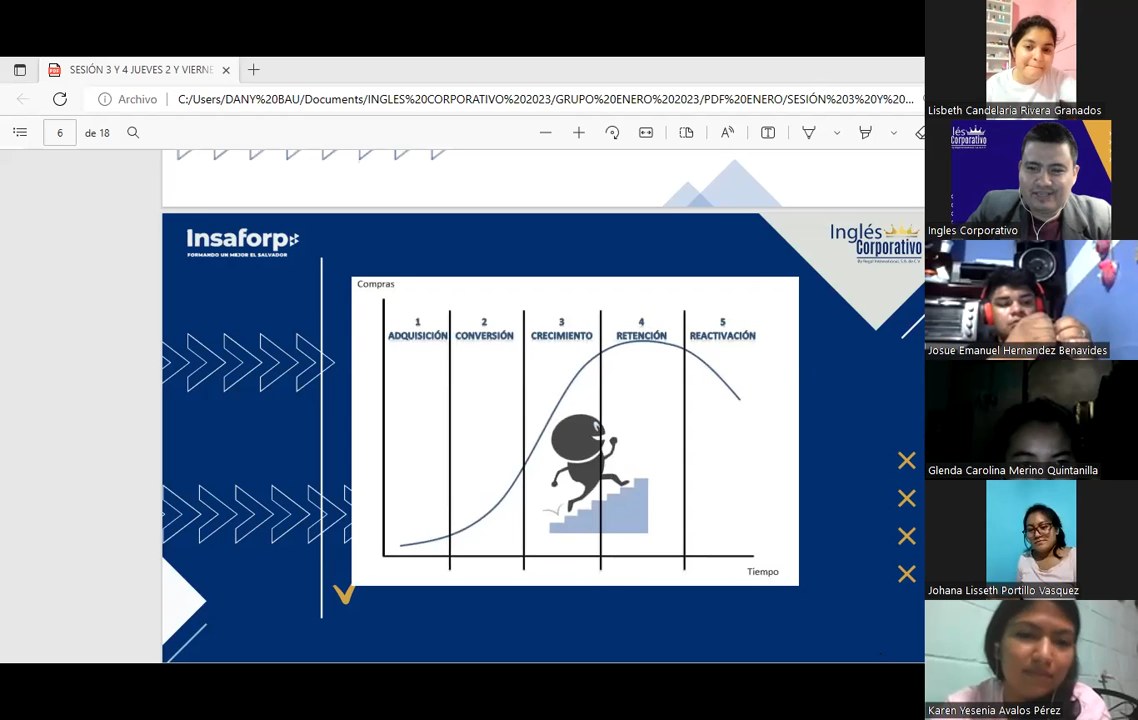 SESIÓN 3 Y 4 JUEVES 2 Y VIERNE
Archivo
C:/Users/DANY%20BAU/Documents/INGLES%20CORPORATIVO%202023/GRUPO%20ENERO%202023/PDF%20ENERO/SESIÓN%203%20Y%20...
6
de 18
Insaforp
FORMANDO UN MEJOR EL SALVADOR
Inglés
Corporativo
Compras
1
ADQUISICIÓN
2
CONVERSIÓN
3
CRECIMIENTO
4
RETENCIÓN
5
REACTIVACIÓN
Tiempo
Lisbeth Candelaria Rivera Granados
lés
Corporativo
Ingles Corporativo
Josue Emanuel Hernandez Benavides
Glenda Carolina Merino Quintanilla
Johana Lisseth Portillo Vasquez
Karen Yesenia Avalos Pérez